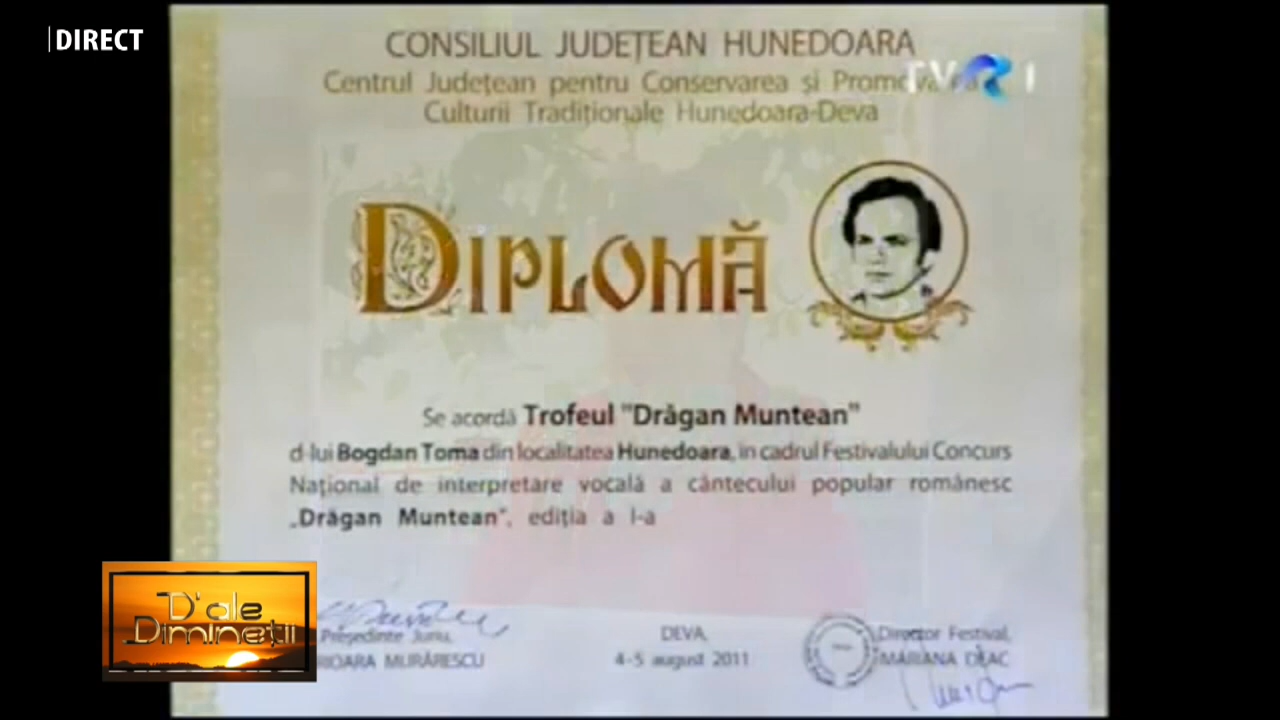 DIRECT
CONSILIUL JUDEȚEAN HUNEDOARA
TVR 1
Centrul Județean pentru Conservarea și
Culturii Tradiționale Hunedoara-Deva
DIPLOMĂ
Se acordă Trofeul "Drăgan Muntean"
d-lui Bogdan Toma din localitatea Hunedoara, în cadrul Festivalului Concurs
Național de interpretare vocală a cântecului popular românesc
„Drăgan Muntean", ediția a I-a
D'ale
Dimineții
Președinte Juriu,
MURĂRESCU
DEVA,
4-5 august 2011
Director Festival,
MARIANA DEAC